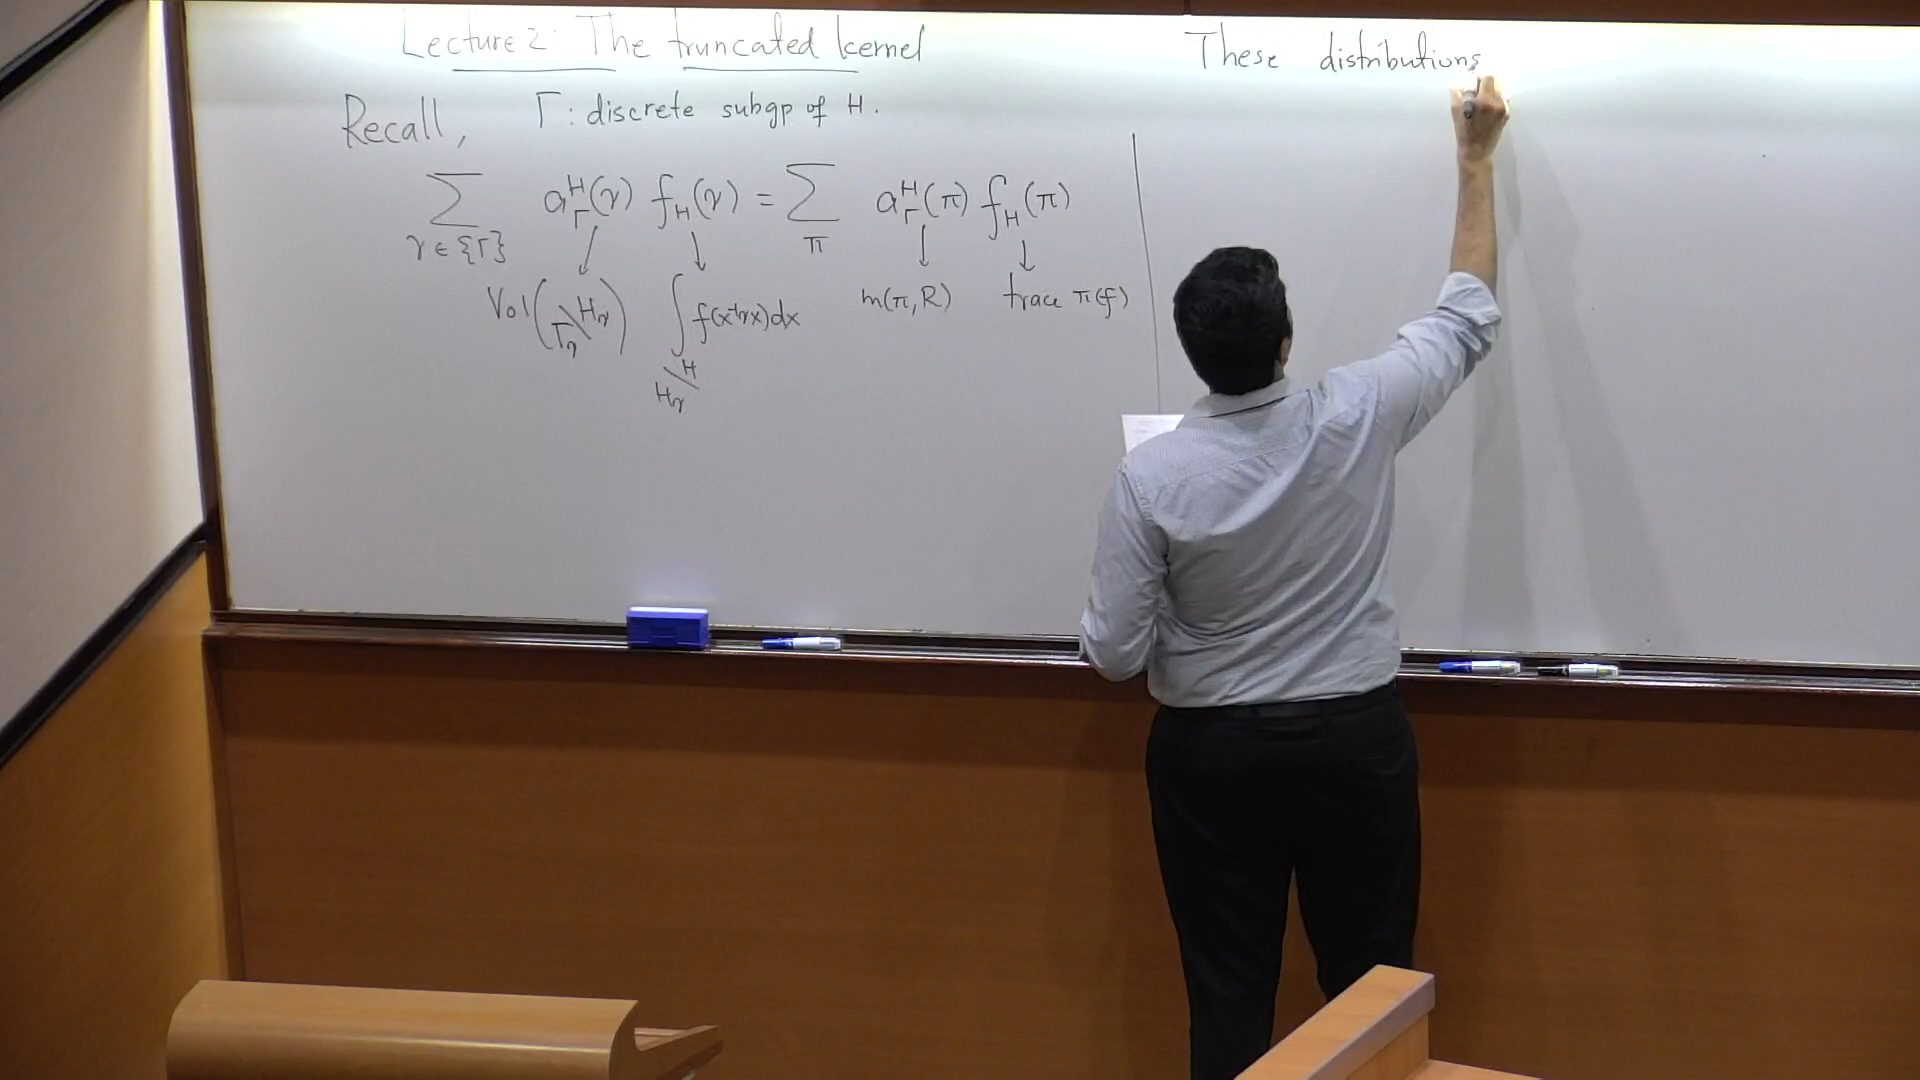 Lecture 2: The truncated kernel
Recall, Γ: discrete subgp of H.
∑_{γ∈{Γ}} a^H_Γ(γ) f_H(γ) = ∑_π a^H_Γ(π) f_H(π)
↙ ↓ ↓ ↓
Vol(Γ_γ\H_γ) ∫_{H_γ\H} f(x⁻¹γx)dx m(π,R) trace π(f)
These distributions